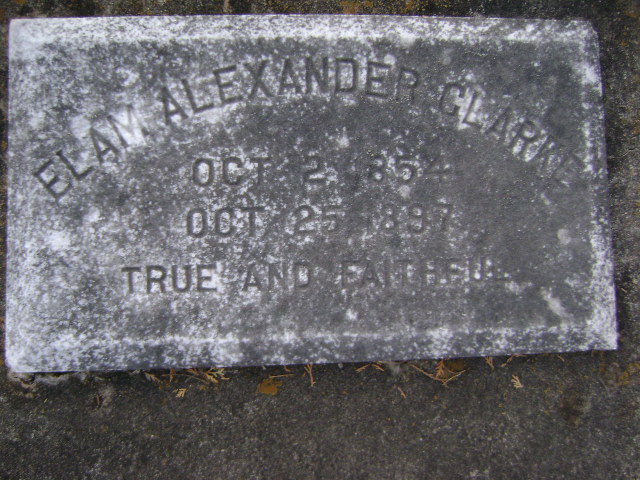 ELAM ALEXANDER CLARKE
OCT. 2, 1854
OCT. 25, 1897
TRUE AND FAITHFUL